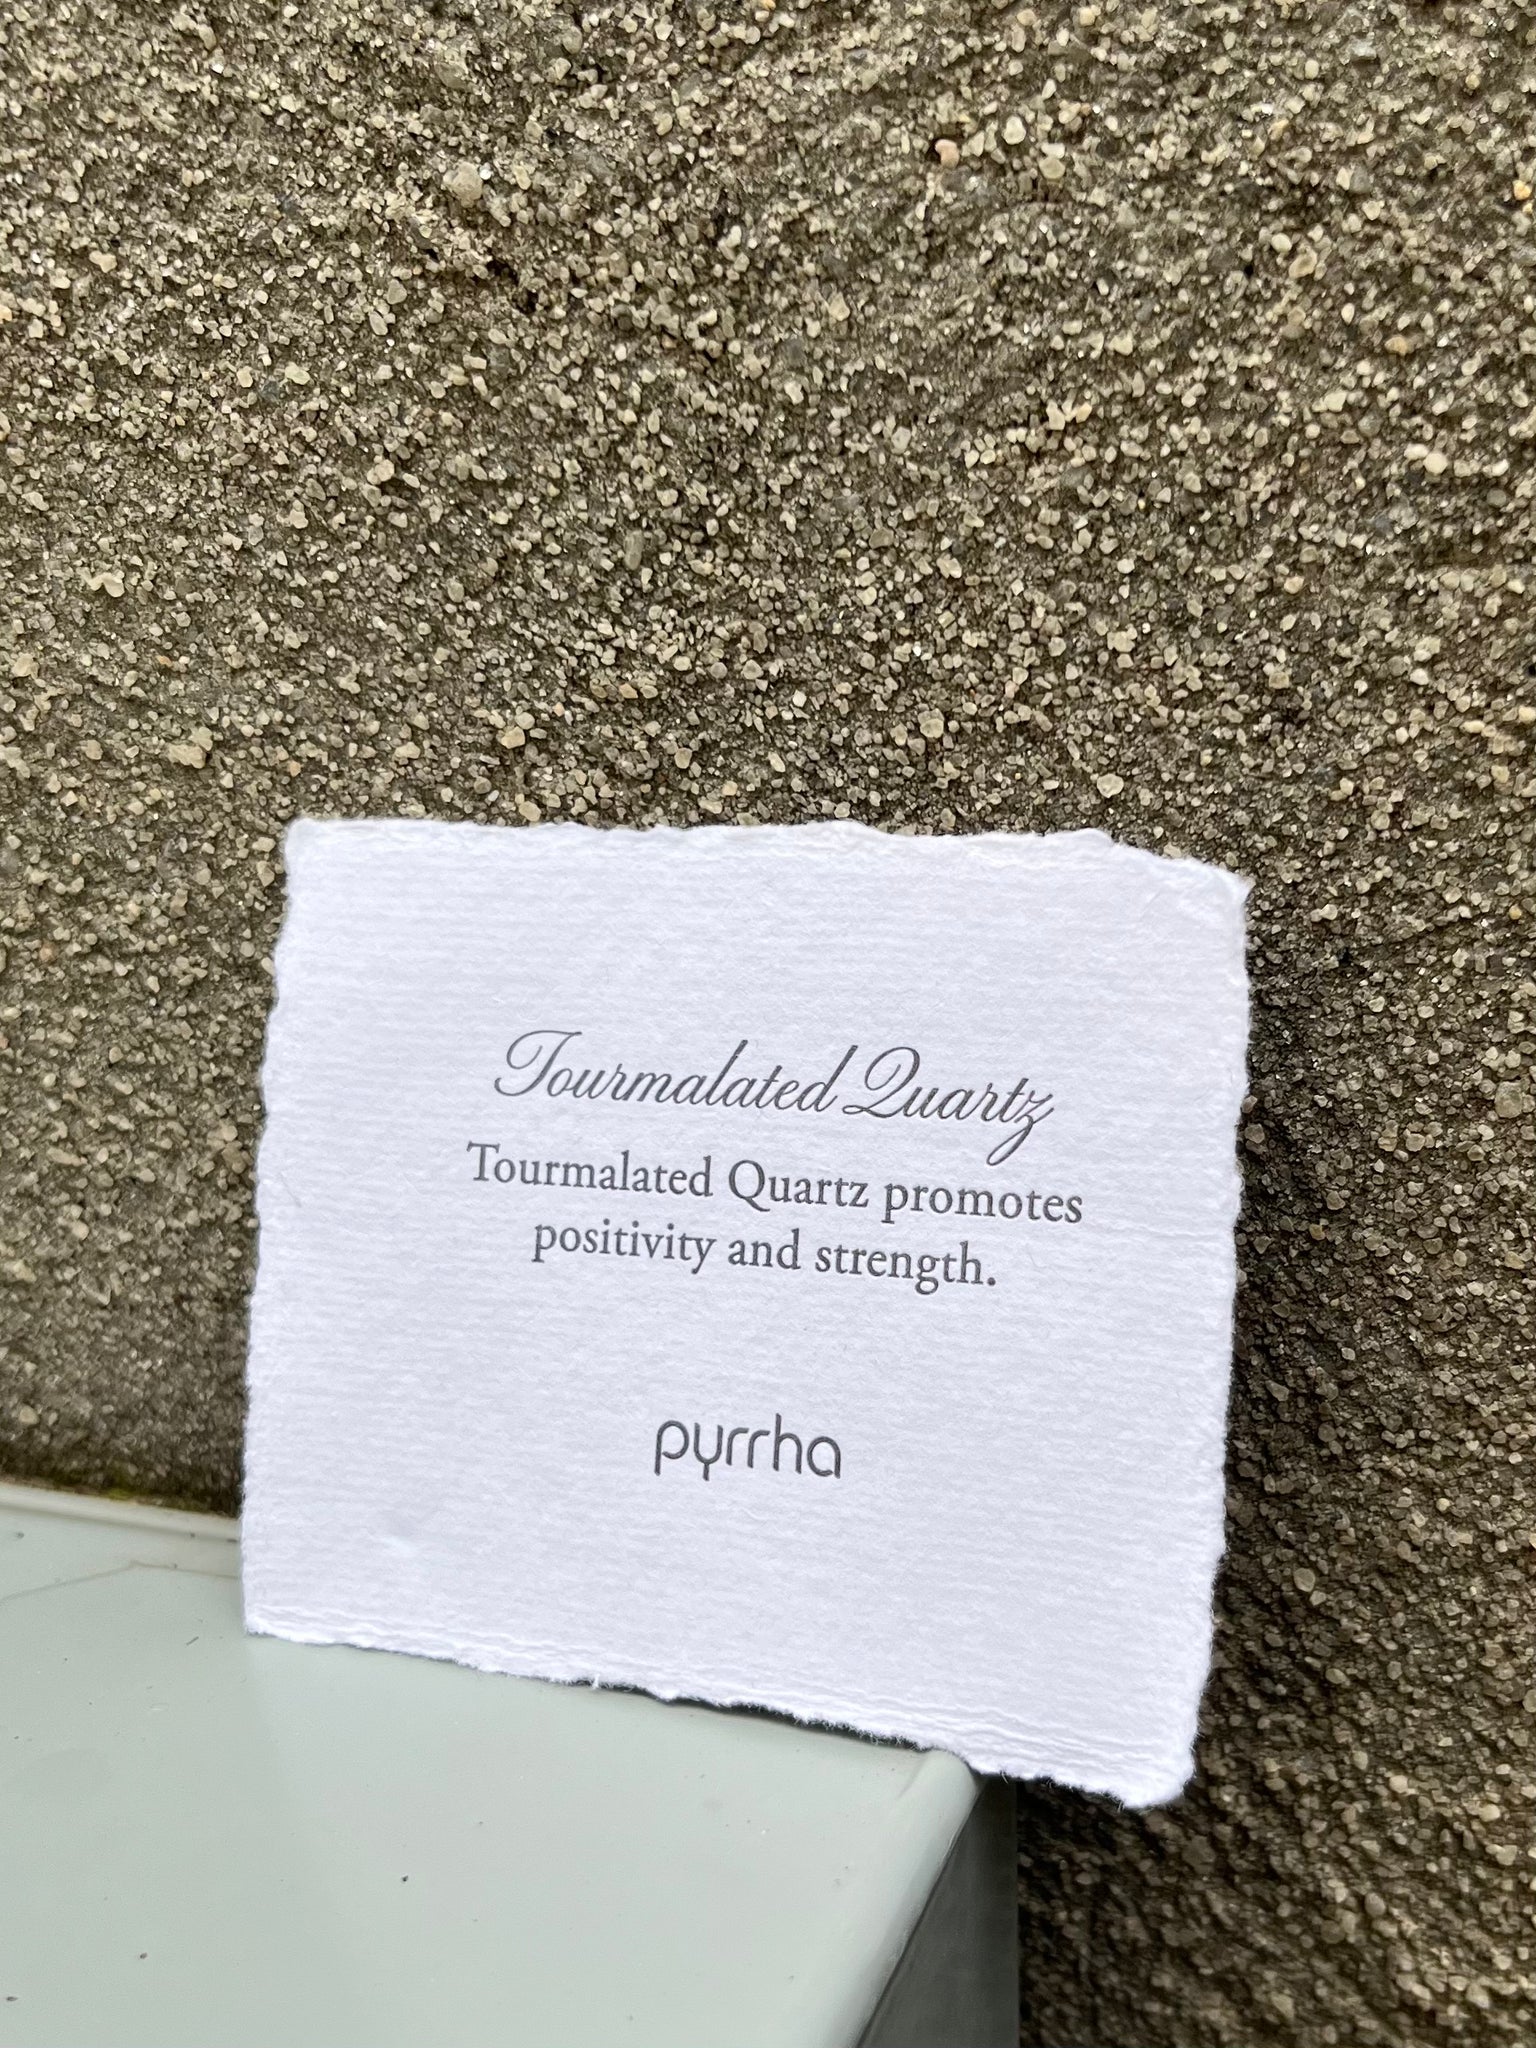 Tourmalated Quartz
Tourmalated Quartz promotes
positivity and strength.
pyrrha